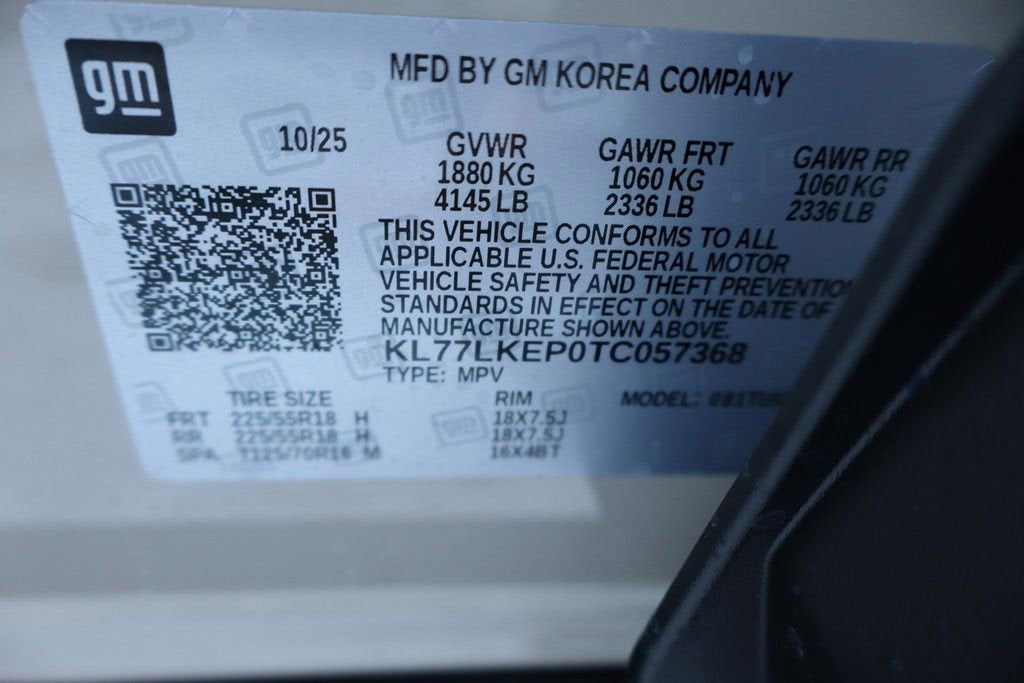 gm
MFD BY GM KOREA COMPANY
10/25
GVWR GAWR FRT GAWR RR
1880 KG 1060 KG 1060 KG
4145 LB 2336 LB 2336 LB
THIS VEHICLE CONFORMS TO ALL
APPLICABLE U.S. FEDERAL MOTOR
VEHICLE SAFETY AND THEFT PREVENTIO
STANDARDS IN EFFECT ON THE DATE OF
MANUFACTURE SHOWN ABOVE.
KL77LKEP0TC057368
TYPE: MPV
TIRE SIZE RIM MODEL:
FRT 225/55R18 H 18X7.5J
RR 225/55R18 H 18X7.5J
SPA T125/70R16 M 16X4BT